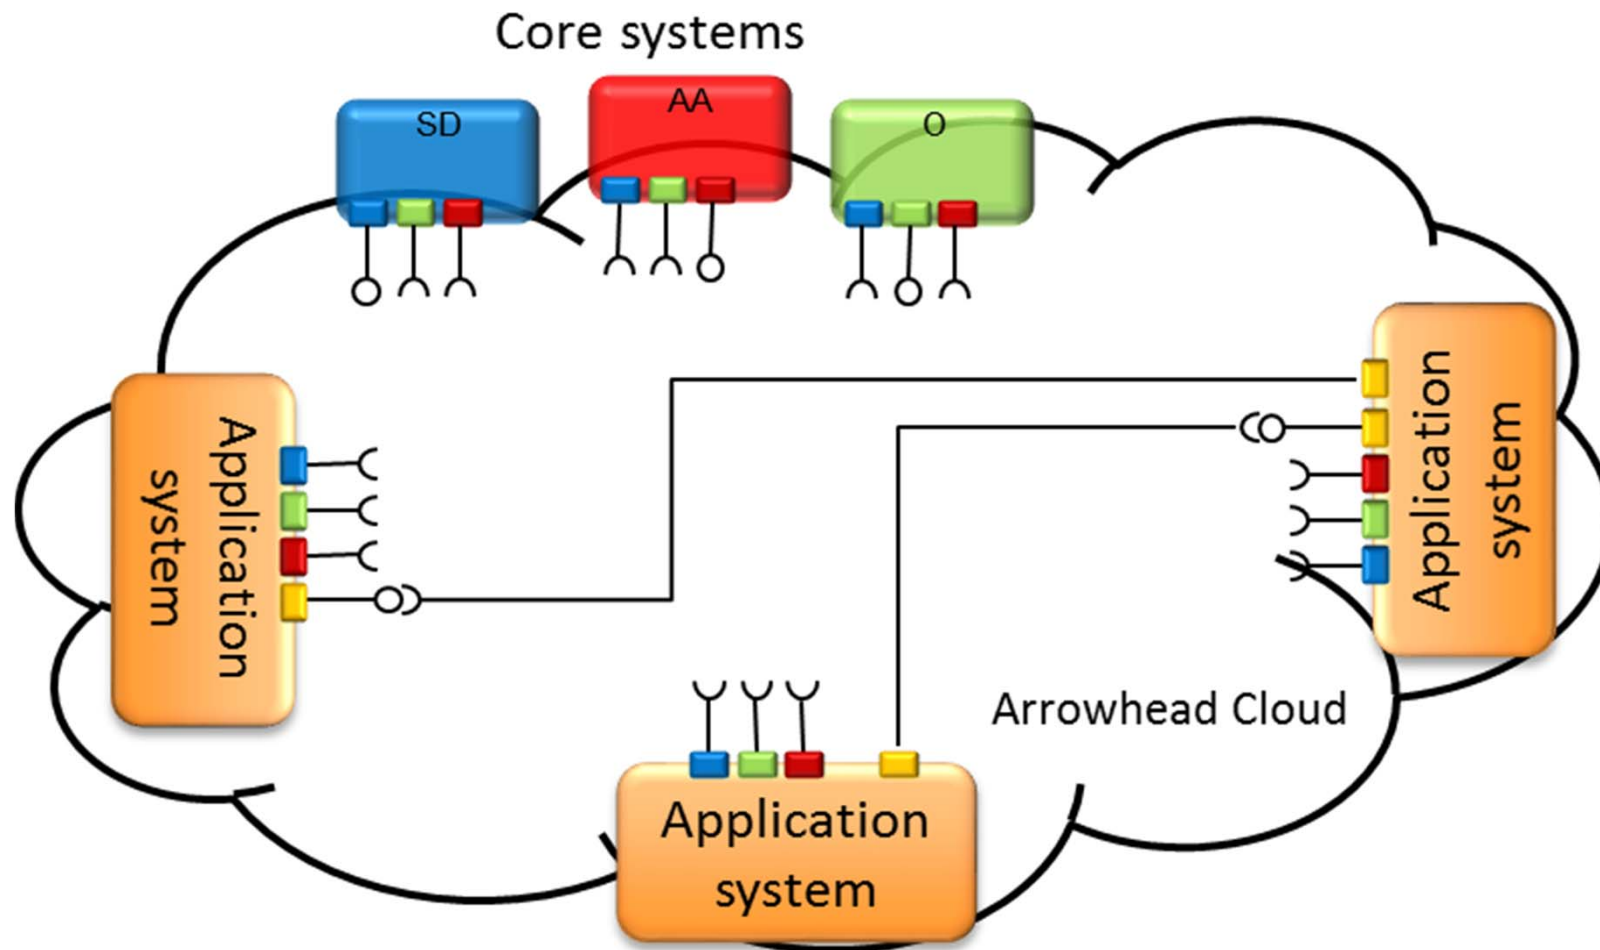 Core systems
SD
AA
O
Application
system
Application
system
Arrowhead Cloud
Application
system